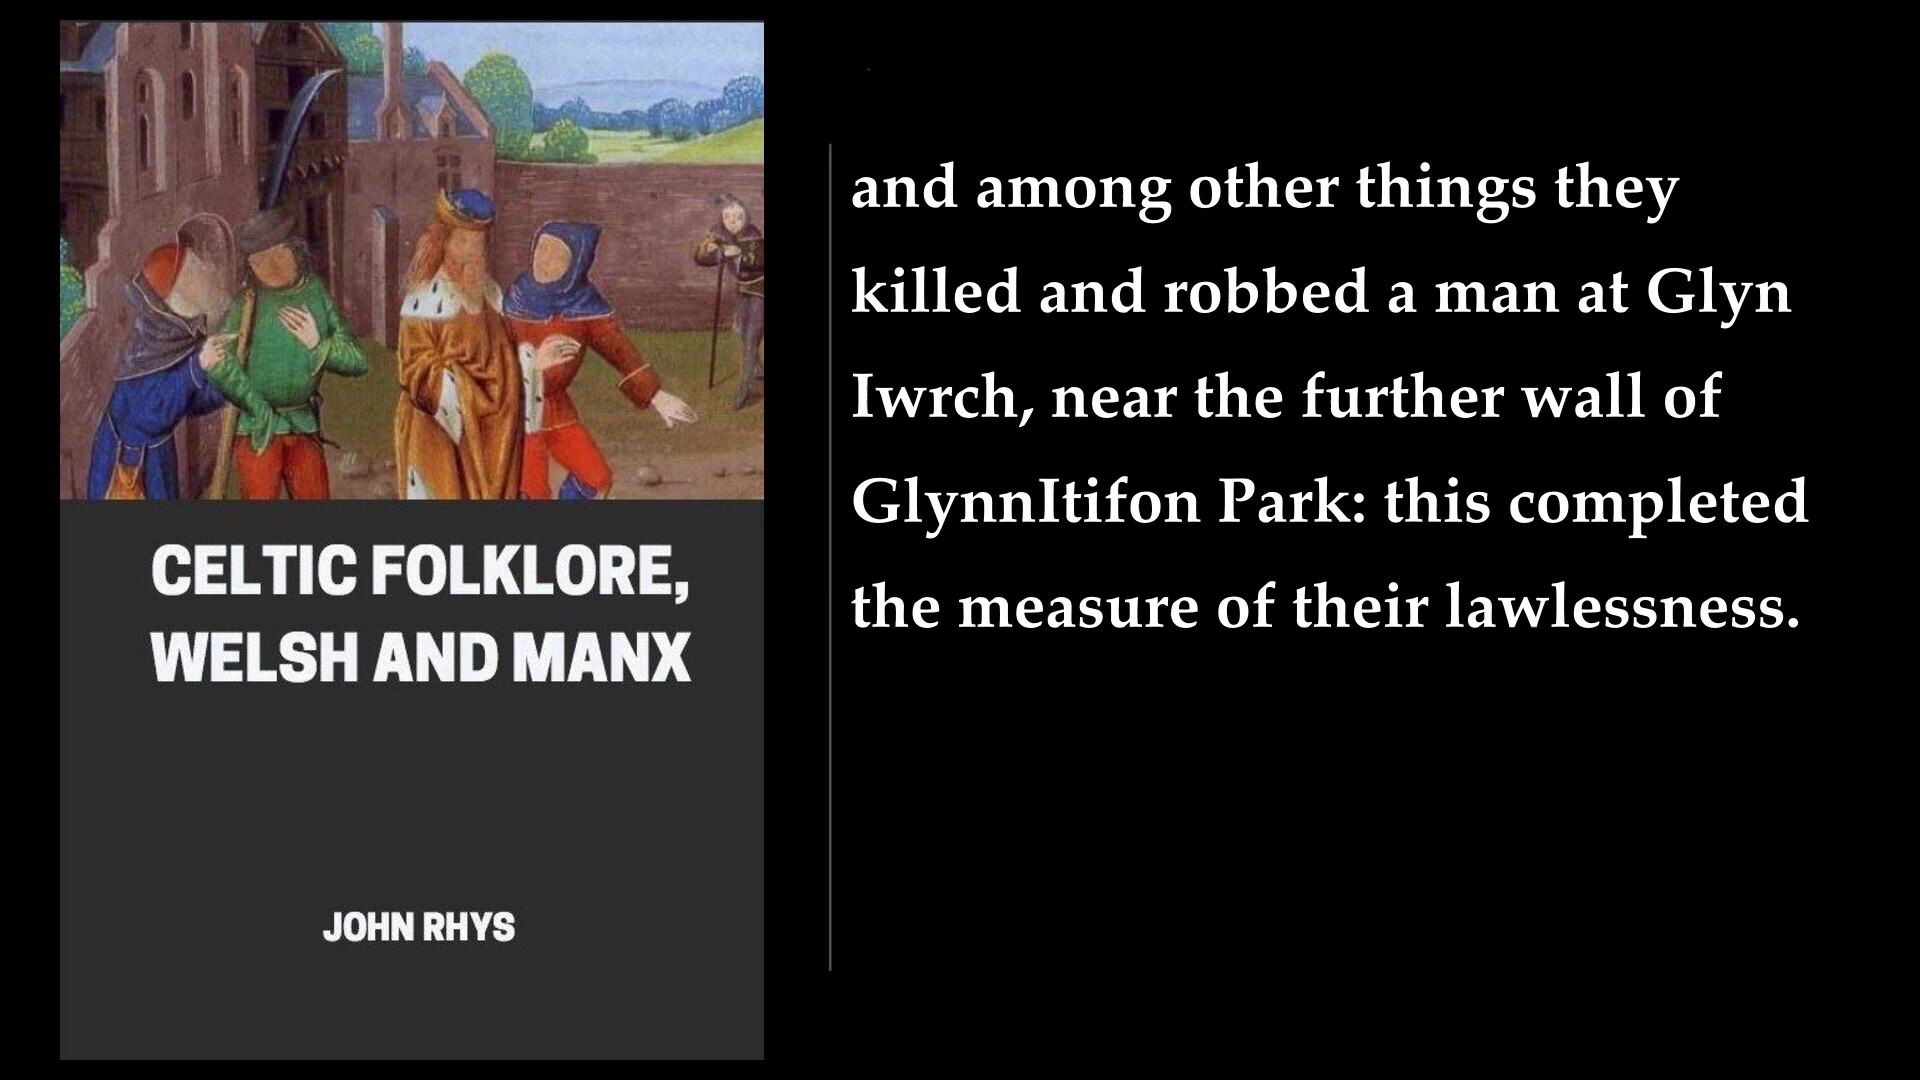 CELTIC FOLKLORE,
WELSH AND MANX
JOHN RHYS
and among other things they
killed and robbed a man at Glyn
Iwrch, near the further wall of
GlynnItifon Park: this completed
the measure of their lawlessness.